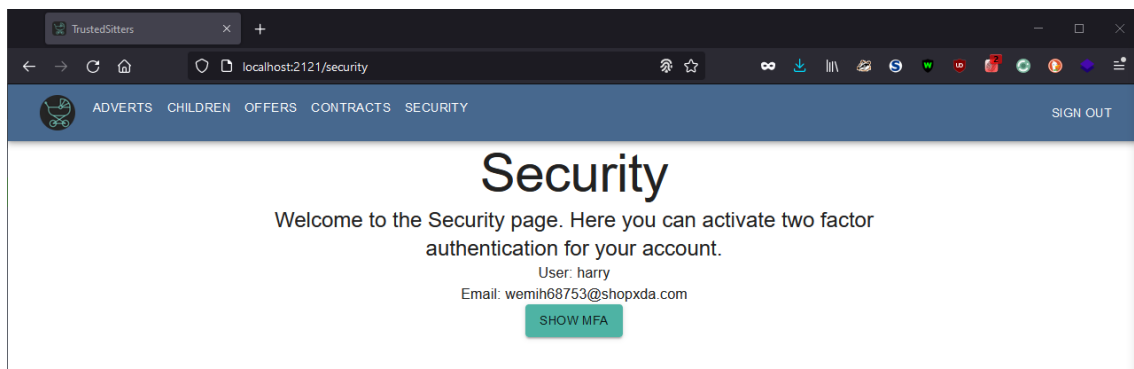 TrustedSitters
localhost:2121/security
ADVERTS CHILDREN OFFERS CONTRACTS SECURITY
SIGN OUT
Security
Welcome to the Security page. Here you can activate two factor
authentication for your account.
User: harry
Email: wemih68753@shopxda.com
SHOW MFA